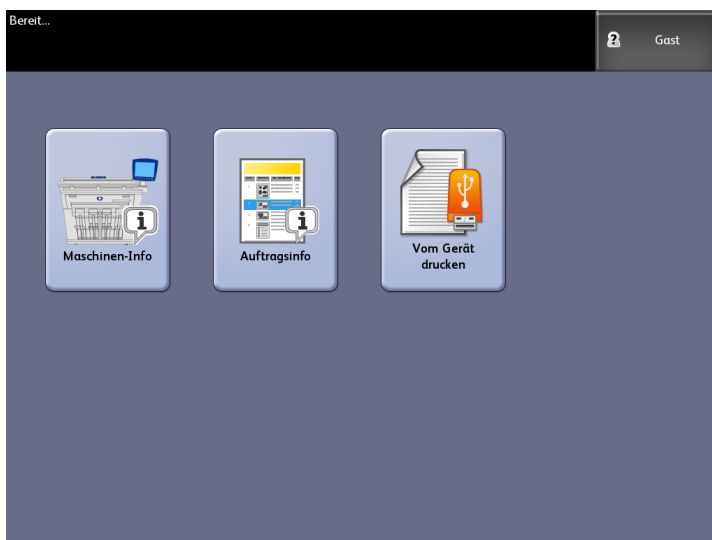 Bereit...
Gast
Maschinen-Info
Auftragsinfo
Vom Gerät
drucken